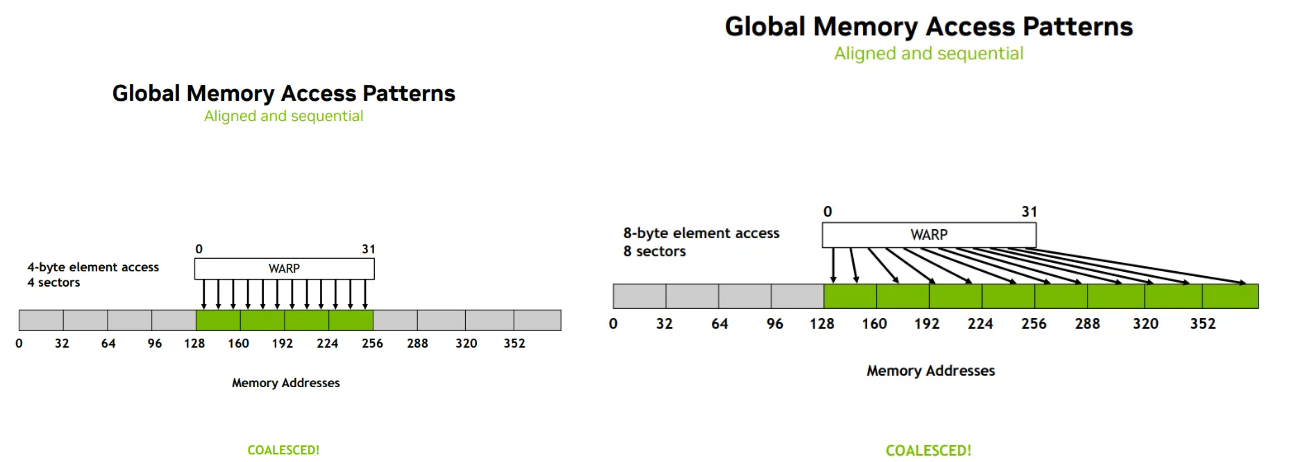 Global Memory Access Patterns
Aligned and sequential
0 31
4-byte element access
4 sectors
WARP
0 32 64 96 128 160 192 224 256 288 320 352
Memory Addresses
COALESCED!
Global Memory Access Patterns
Aligned and sequential
0 31
8-byte element access
8 sectors
WARP
0 32 64 96 128 160 192 224 256 288 320 352
Memory Addresses
COALESCED!